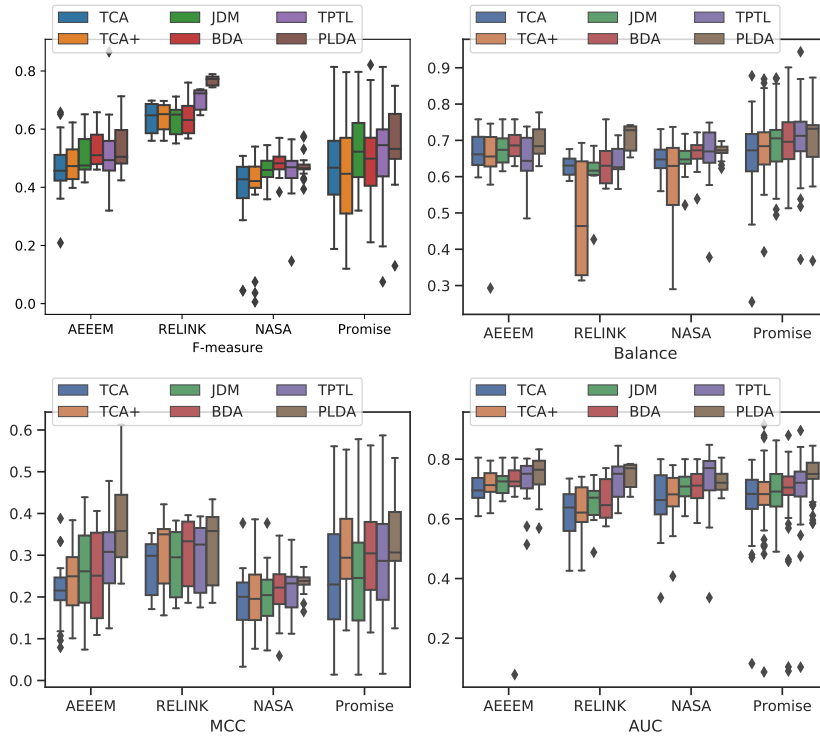 TCA JDM TPTL
TCA+ BDA PLDA
0.8
0.6
0.4
0.2
0.0
AEEEM RELINK NASA Promise
F-measure
TCA JDM TPTL
TCA+ BDA PLDA
0.9
0.8
0.7
0.6
0.5
0.4
0.3
AEEEM RELINK NASA Promise
Balance
TCA JDM TPTL
TCA+ BDA PLDA
0.6
0.5
0.4
0.3
0.2
0.1
0.0
AEEEM RELINK NASA Promise
MCC
TCA JDM TPTL
TCA+ BDA PLDA
0.8
0.6
0.4
0.2
AEEEM RELINK NASA Promise
AUC